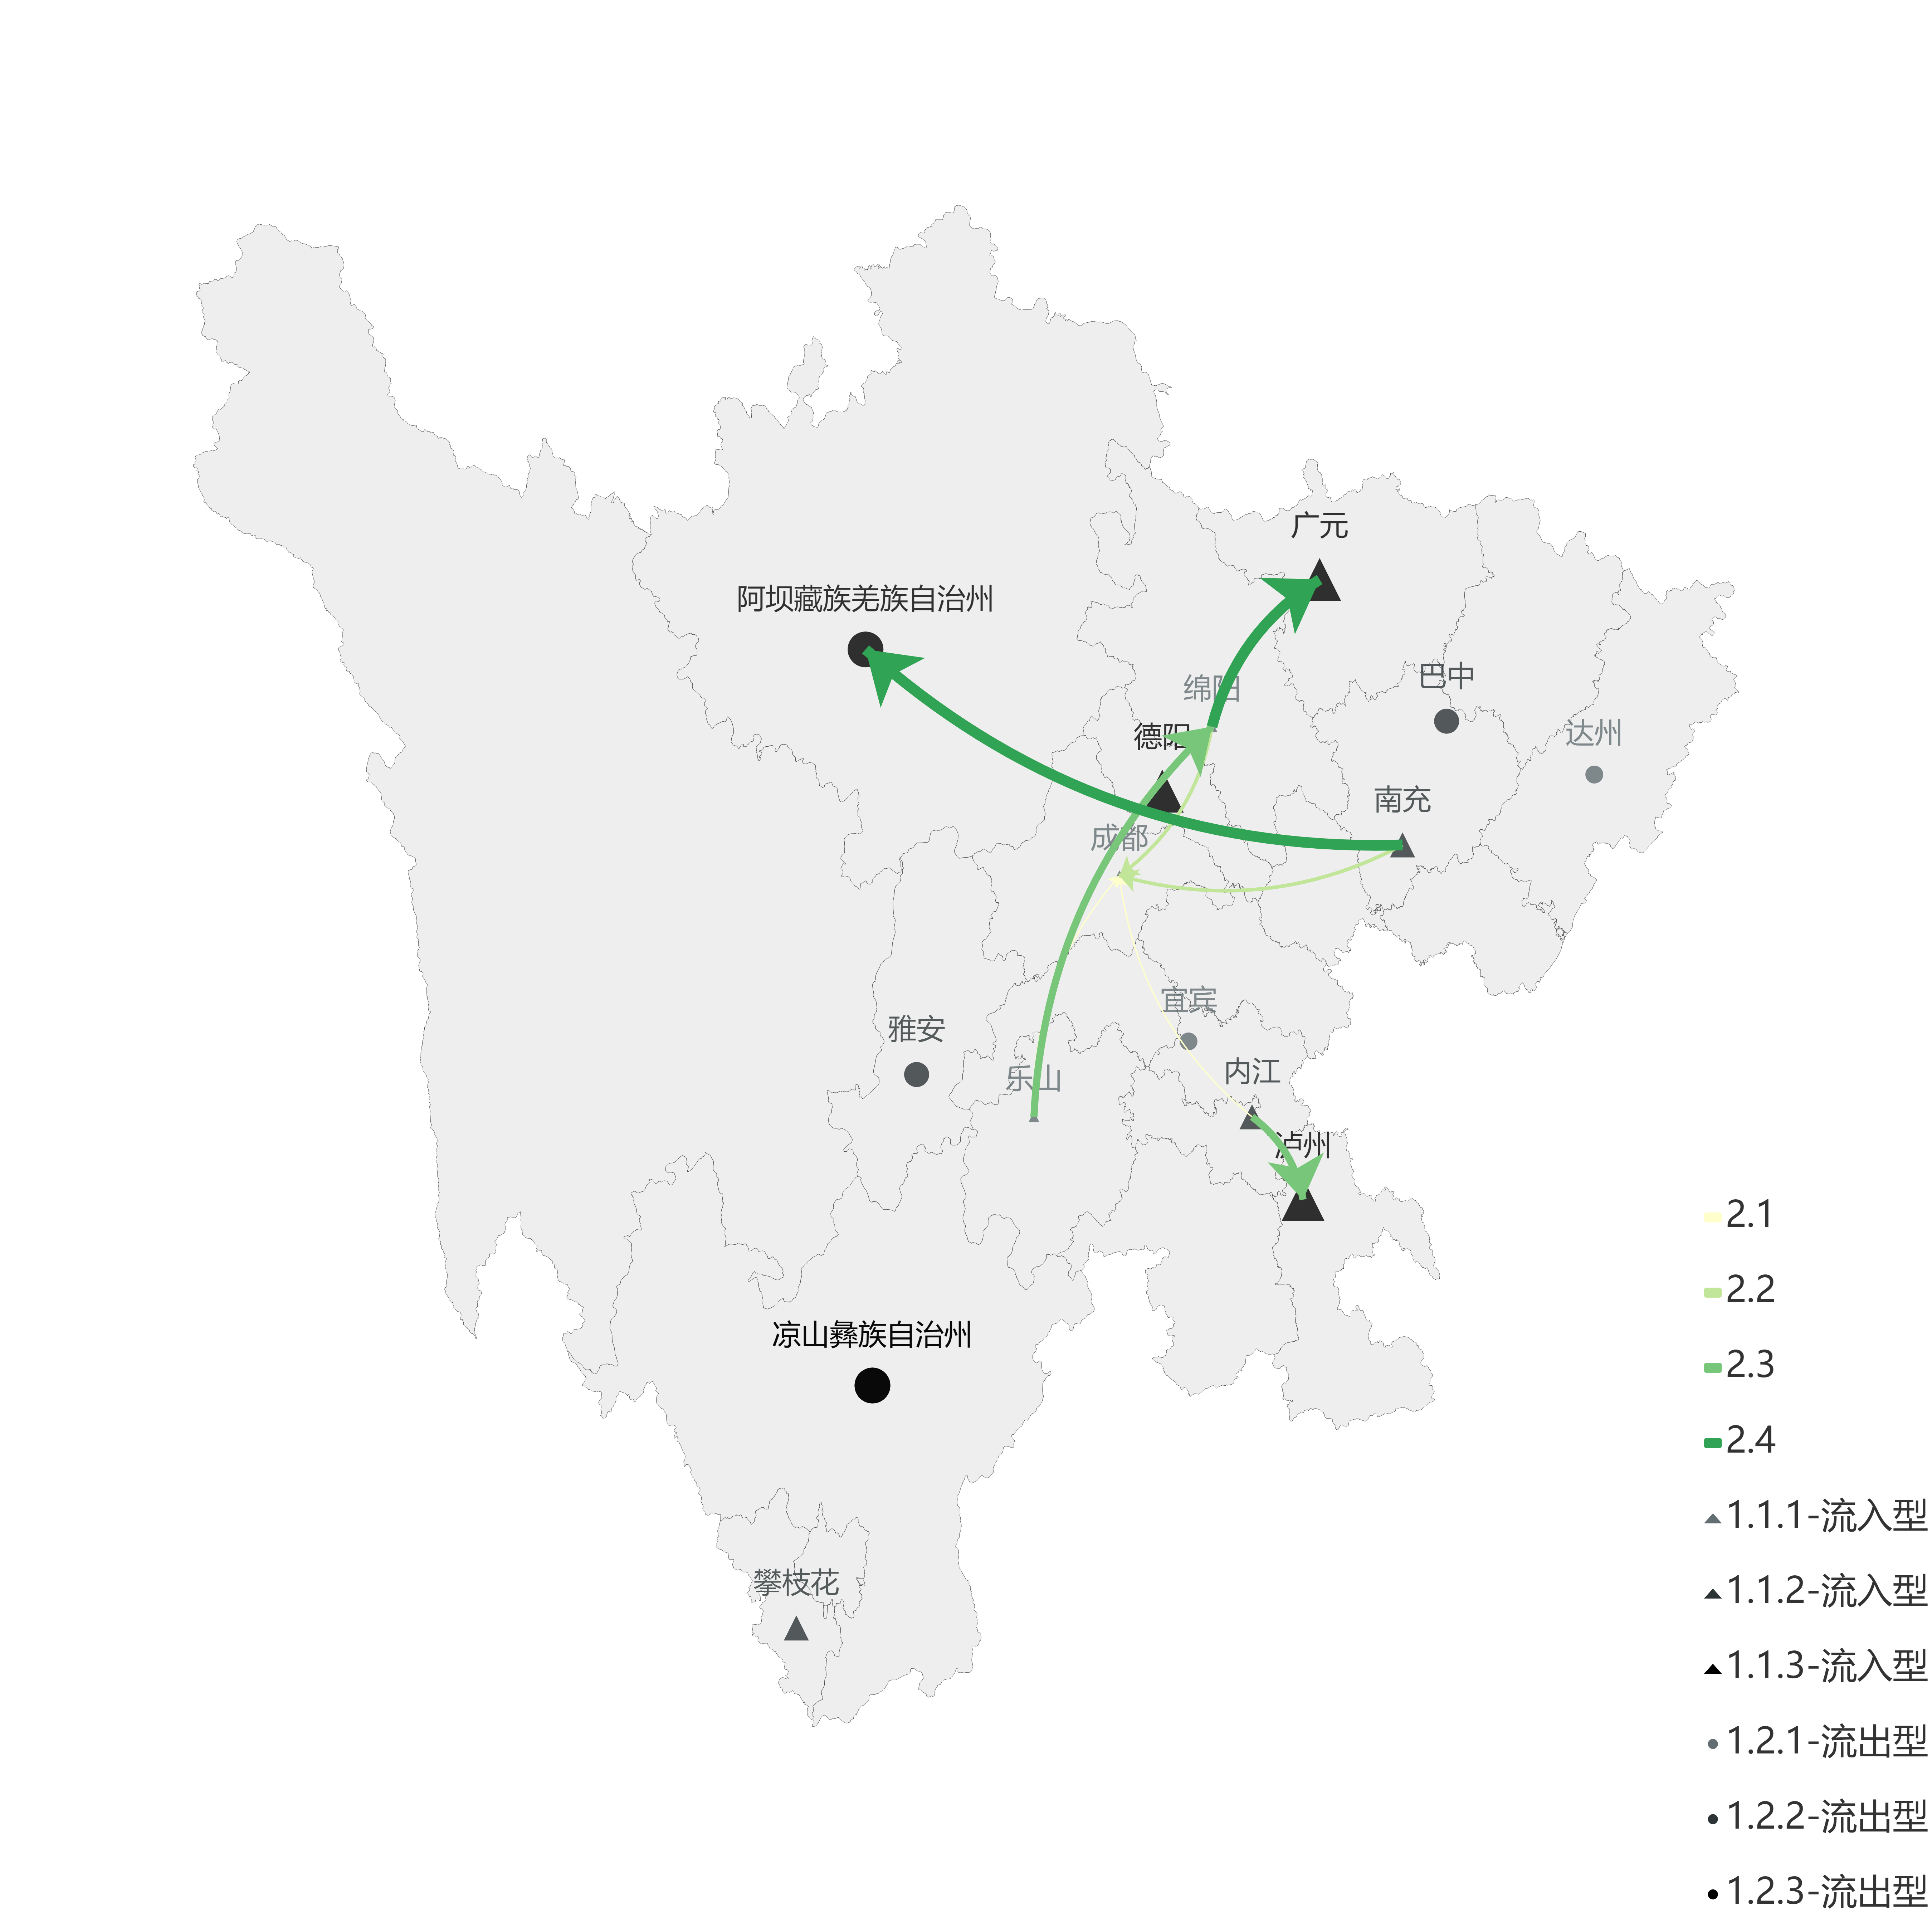 广元
阿坝藏族羌族自治州
巴中
绵阳
达州
德阳
南充
成都
宜宾
雅安
内江
乐山
泸州
凉山彝族自治州
攀枝花
2.1
2.2
2.3
2.4
1.1.1-流入型
1.1.2-流入型
1.1.3-流入型
1.2.1-流出型
1.2.2-流出型
1.2.3-流出型